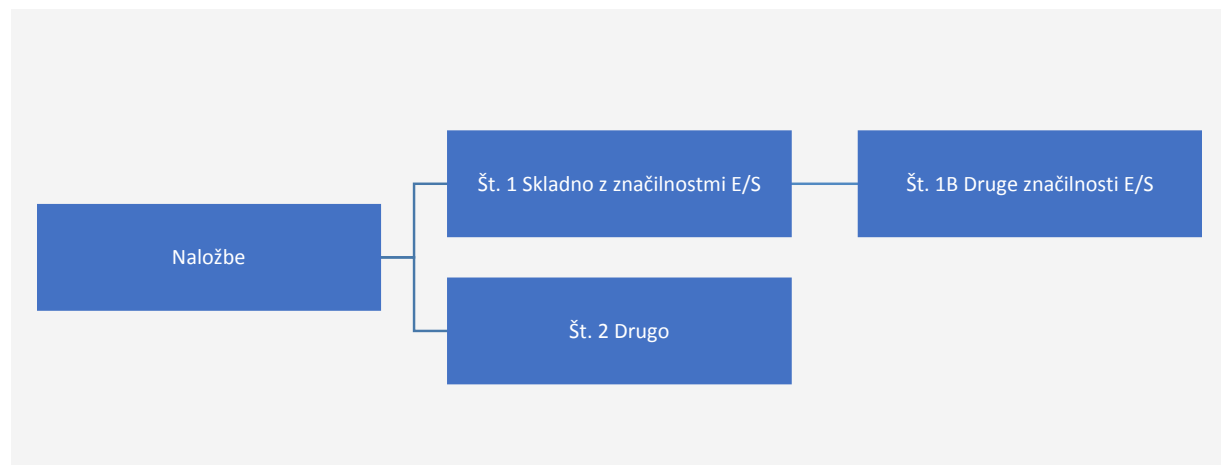 Naložbe
Št. 1 Skladno z značilnostmi E/S
Št. 1B Druge značilnosti E/S
Št. 2 Drugo